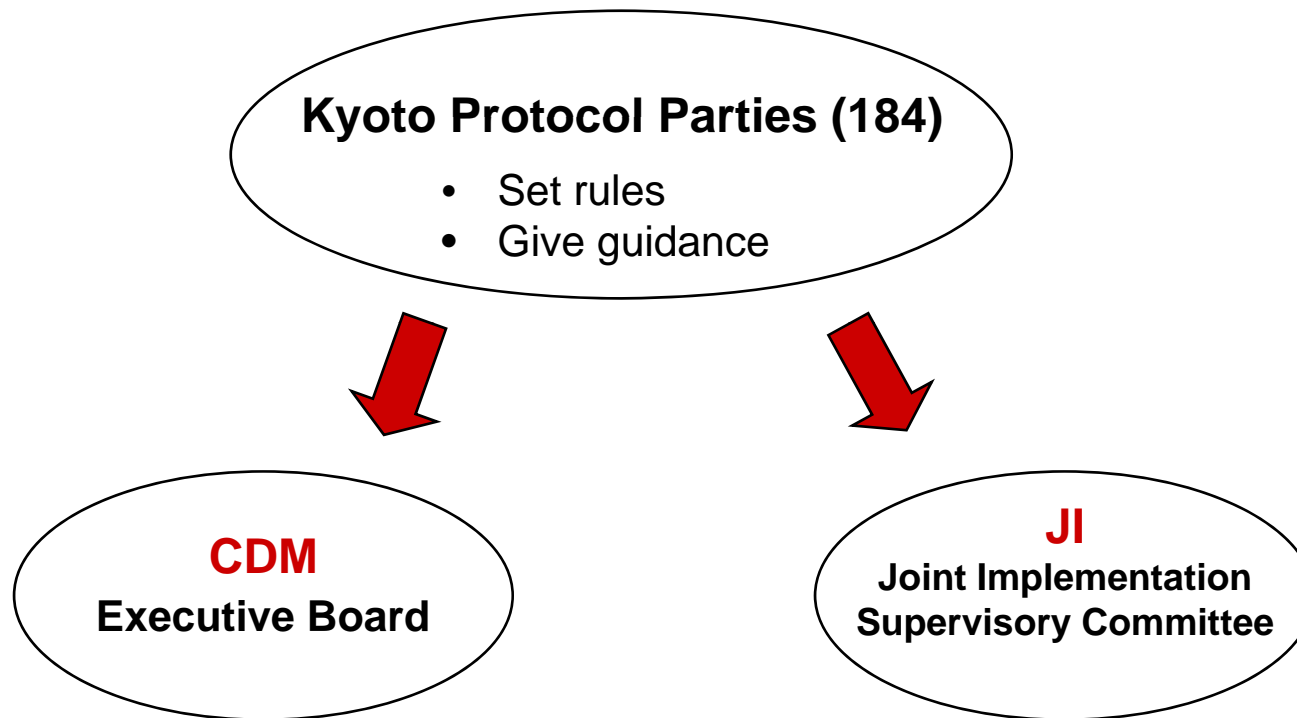 Kyoto Protocol Parties (184)
• Set rules
• Give guidance
CDM
Executive Board
JI
Joint Implementation
Supervisory Committee